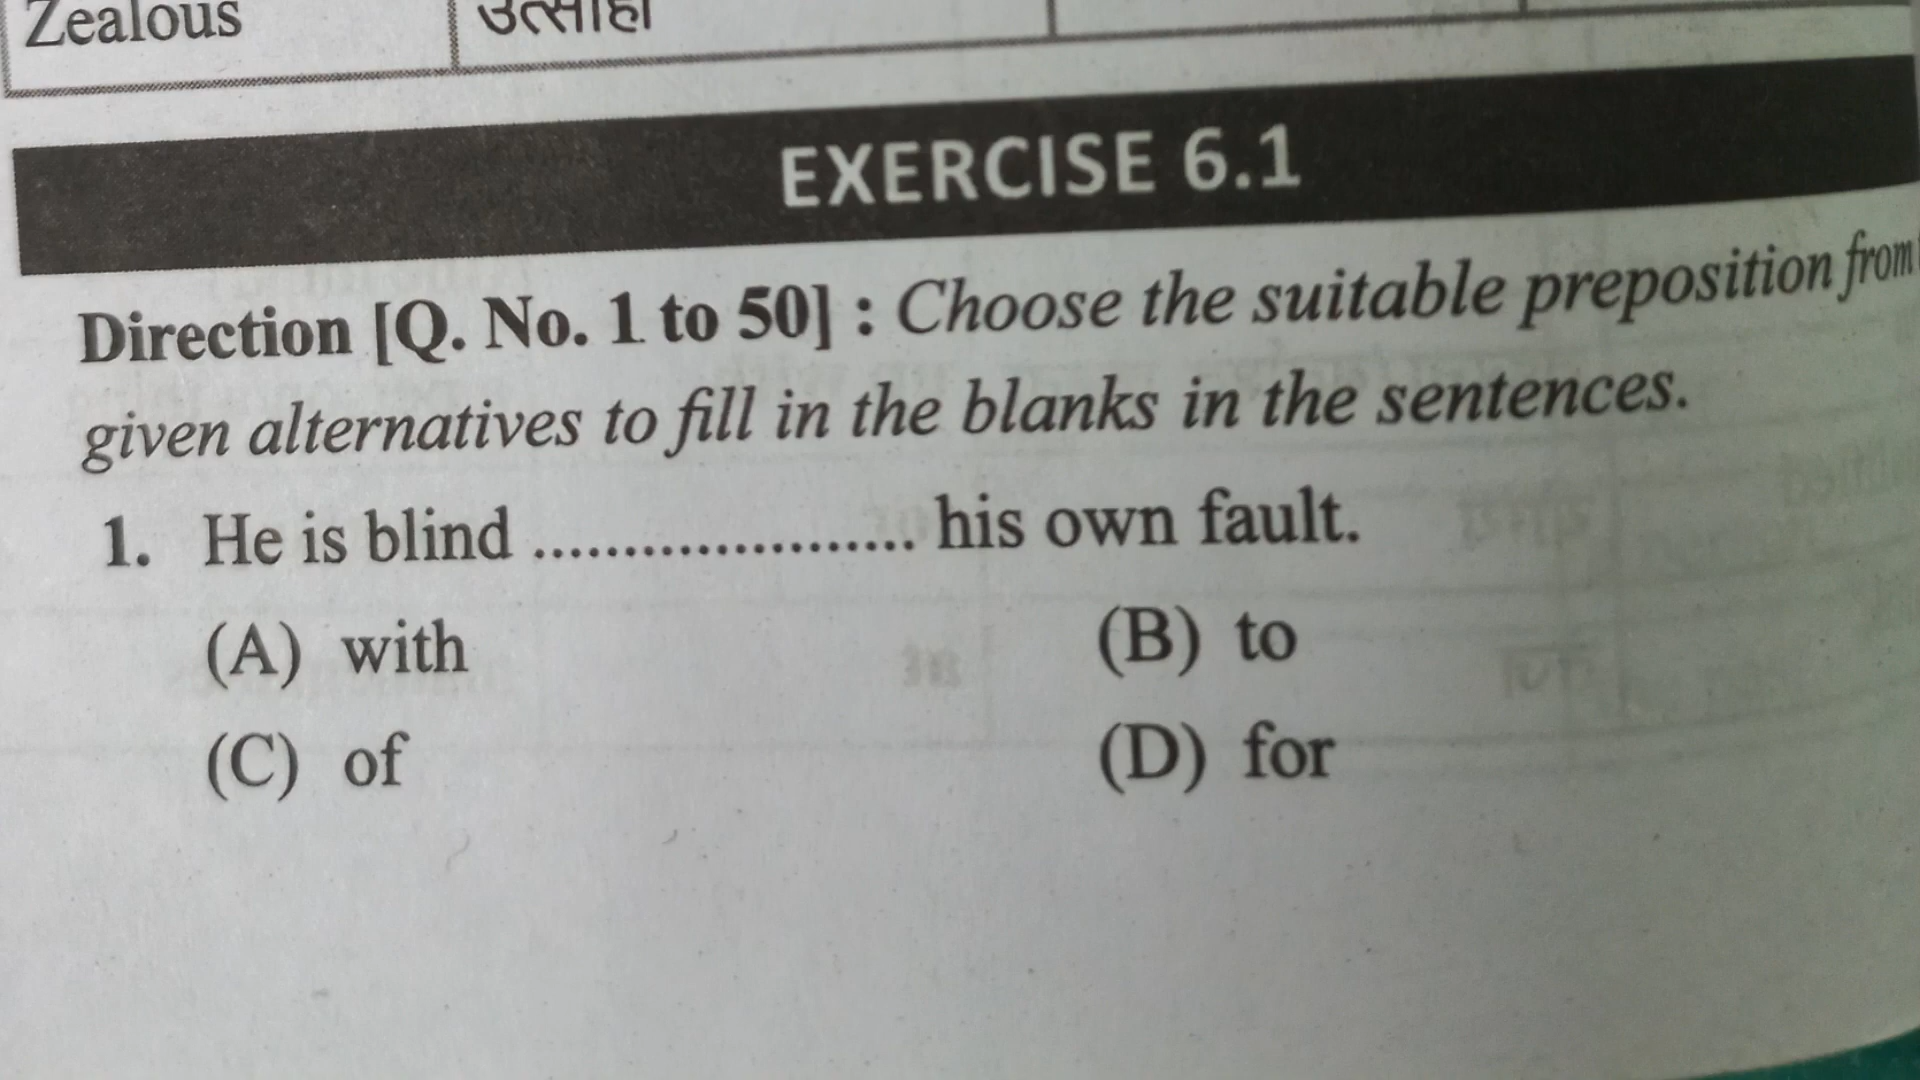 Zealous उत्साही
EXERCISE 6.1
Direction [Q. No. 1 to 50] : Choose the suitable preposition from
given alternatives to fill in the blanks in the sentences.
1. He is blind ..................... his own fault.
(A) with (B) to
(C) of (D) for